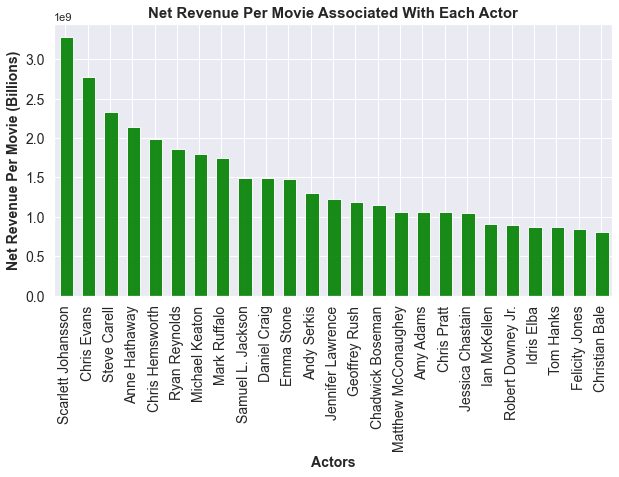 Net Revenue Per Movie Associated With Each Actor
1e9
Net Revenue Per Movie (Billions)
3.0
2.5
2.0
1.5
1.0
0.5
0.0
Scarlett Johansson
Chris Evans
Steve Carell
Anne Hathaway
Chris Hemsworth
Ryan Reynolds
Michael Keaton
Mark Ruffalo
Samuel L. Jackson
Daniel Craig
Emma Stone
Andy Serkis
Jennifer Lawrence
Geoffrey Rush
Chadwick Boseman
Matthew McConaughey
Amy Adams
Chris Pratt
Jessica Chastain
Ian McKellen
Robert Downey Jr.
Idris Elba
Tom Hanks
Felicity Jones
Christian Bale
Actors